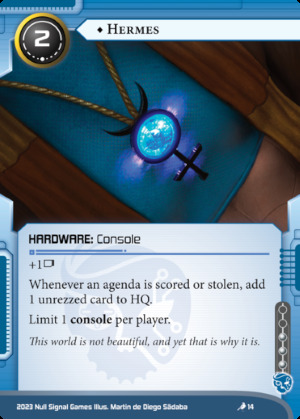 2
◆ HERMES
HARDWARE: Console
+1
Whenever an agenda is scored or stolen, add
1 unrezzed card to HQ.
Limit 1 console per player.
This world is not beautiful, and yet that is why it is.
2023 Null Signal Games Illus. Martín de Diego Sádaba
14